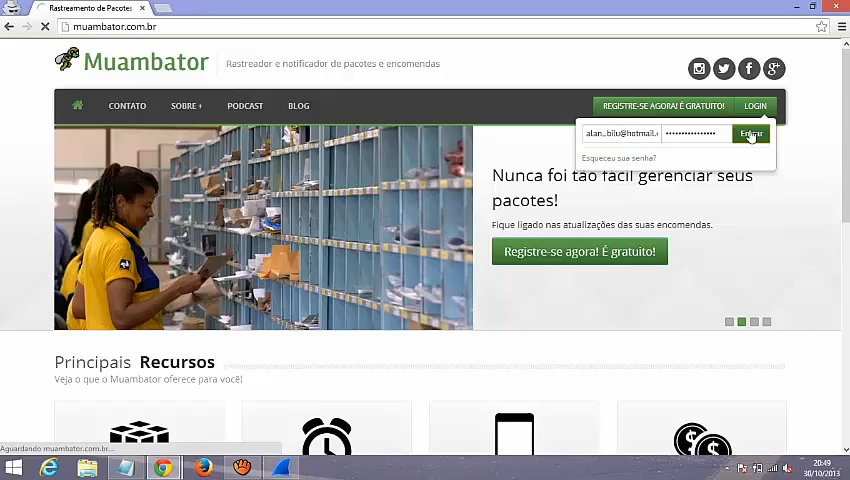 Rastreamento de Pacotes
muambator.com.br
Muambator
Rastreador e notificador de pacotes e encomendas
CONTATO SOBRE + PODCAST BLOG
REGISTRE-SE AGORA! É GRATUITO! LOGIN
alan_bilu@hotmail. •••••••••••••••• Entrar
Esqueceu sua senha?
Nunca foi tão fácil gerenciar seus
pacotes!
Fique ligado nas atualizações das suas encomendas.
Registre-se agora! É gratuito!
Principais Recursos
Veja o que o Muambator oferece para você!
Aguardando muambator.com.br...
20:49
30/10/2013